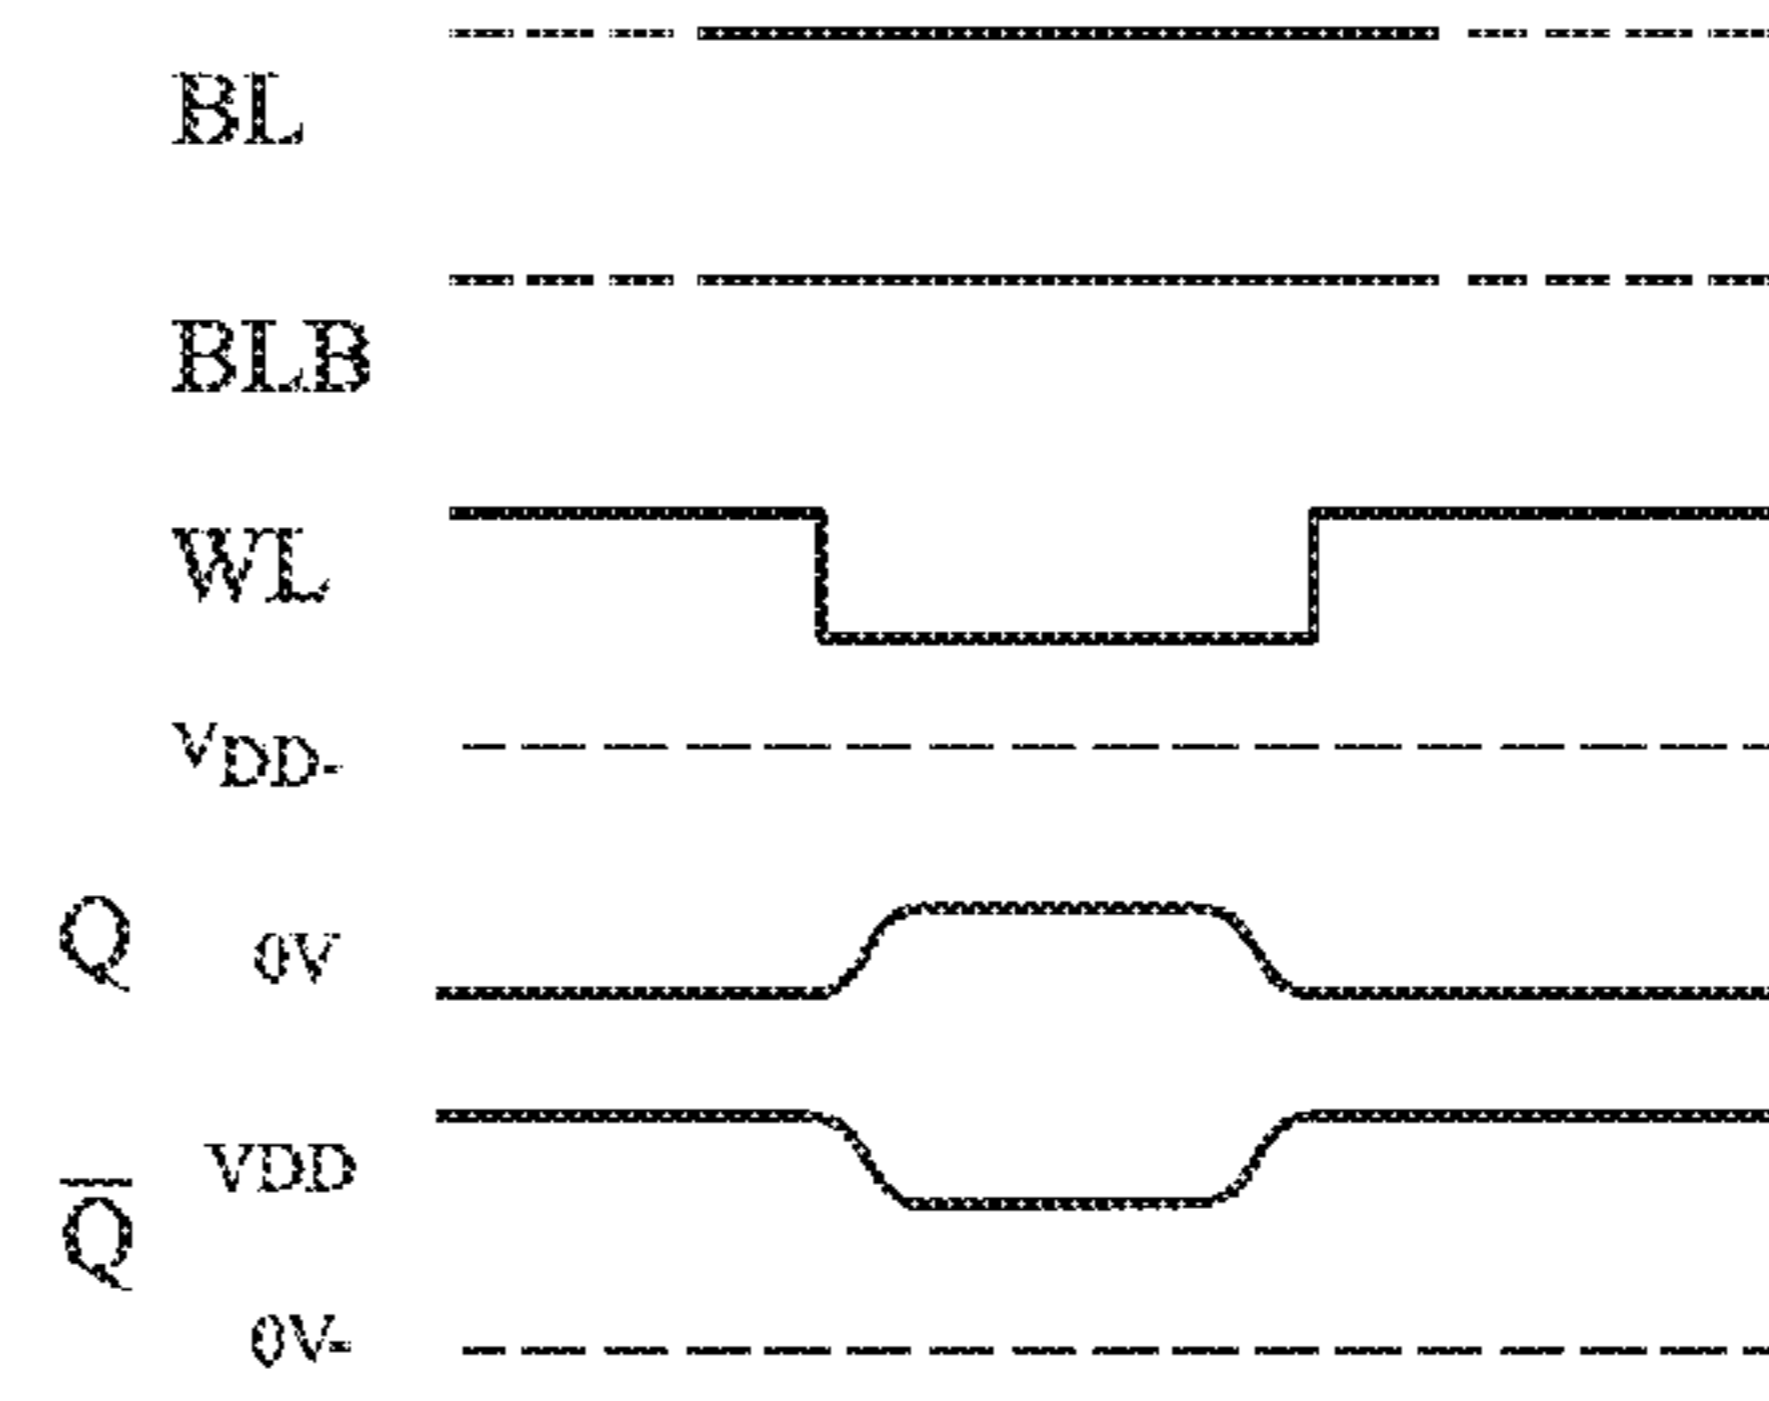 BL
BLB
WL
VDD-
Q 0V
VDD
Q̅
0V-